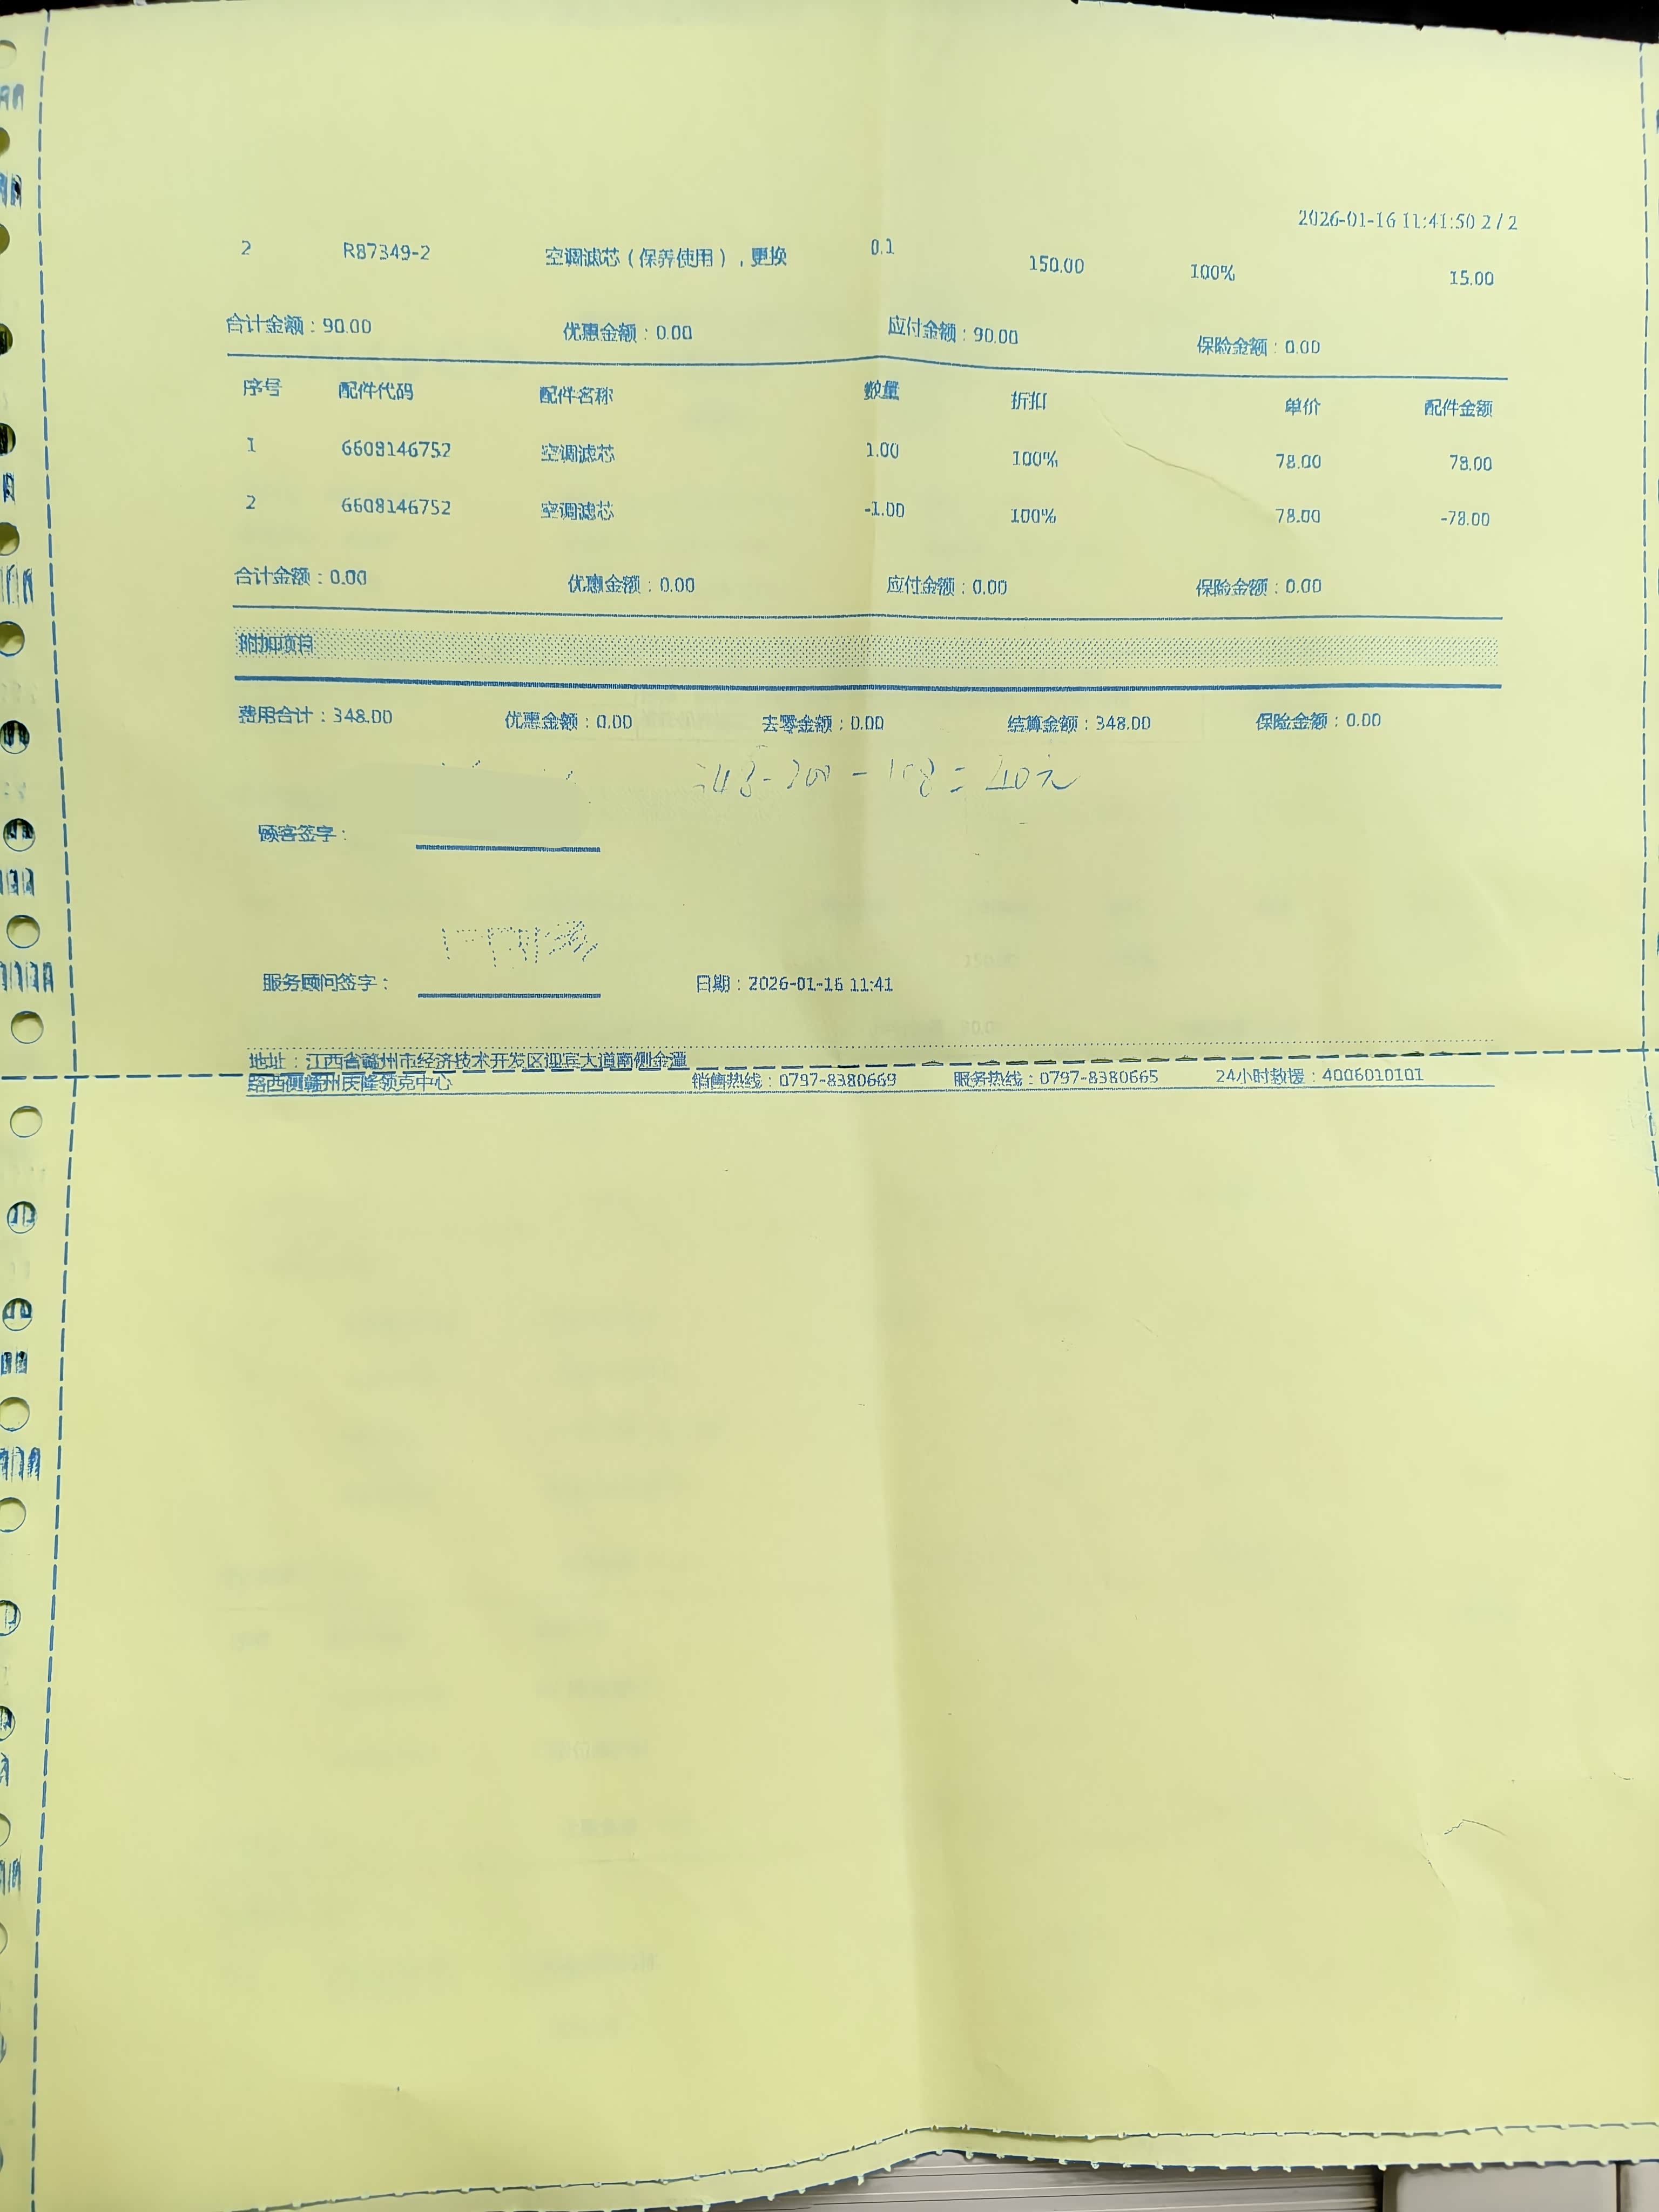 2026-01-16 11:41:50 2 / 2
2 R87349-2 空调滤芯（保养使用），更换 0.1 150.00 100% 15.00
合计金额：90.00 优惠金额：0.00 应付金额：90.00 保险金额：0.00
序号 配件代码 配件名称 数量 折扣 单价 配件金额
1 6608146752 空调滤芯 1.00 100% 78.00 78.00
2 6608146752 空调滤芯 -1.00 100% 78.00 -78.00
合计金额：0.00 优惠金额：0.00 应付金额：0.00 保险金额：0.00
附加项目
费用合计：348.00 优惠金额：0.00 去零金额：0.00 结算金额：348.00 保险金额：0.00
348-200-108=40元
顾客签字：
服务顾问签字： 日期：2026-01-16 11:41
地址：江西省赣州市经济技术开发区迎宾大道南侧金潭
路西侧赣州庆隆领克中心 销售热线：0797-8380669 服务热线：0797-8380665 24小时救援：4006010101